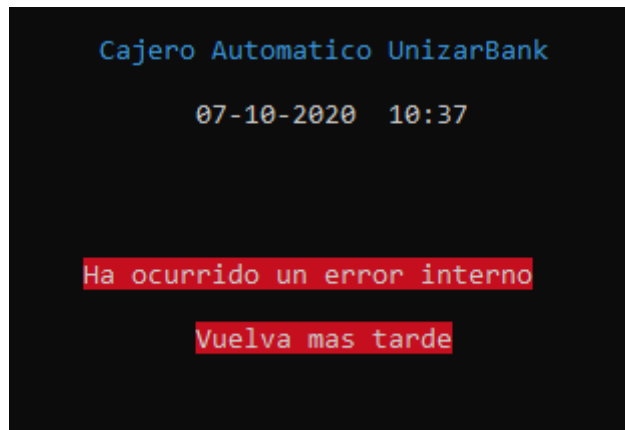 Cajero Automatico UnizarBank
07-10-2020 10:37
Ha ocurrido un error interno
Vuelva mas tarde